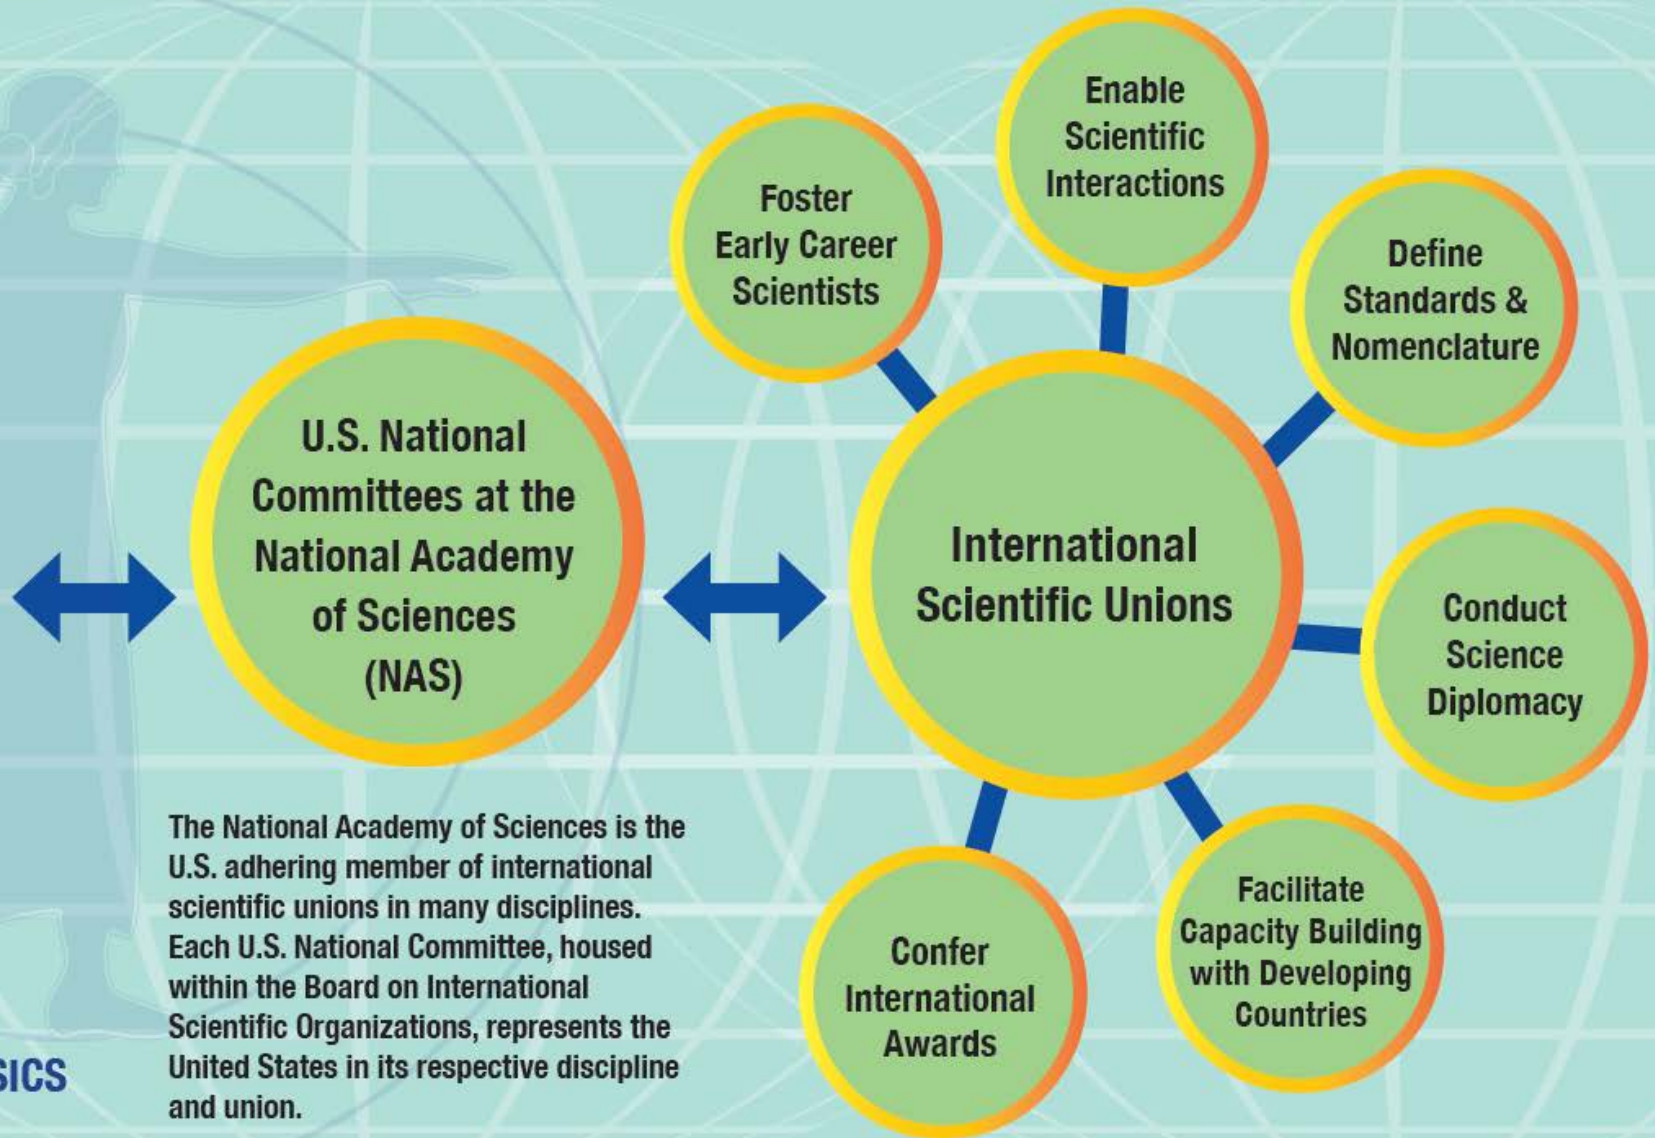 U.S. National
Committees at the
National Academy
of Sciences
(NAS)
The National Academy of Sciences is the
U.S. adhering member of international
scientific unions in many disciplines.
Each U.S. National Committee, housed
within the Board on International
Scientific Organizations, represents the
United States in its respective discipline
and union.
SICS
International
Scientific Unions
Foster
Early Career
Scientists
Enable
Scientific
Interactions
Define
Standards &
Nomenclature
Conduct
Science
Diplomacy
Facilitate
Capacity Building
with Developing
Countries
Confer
International
Awards